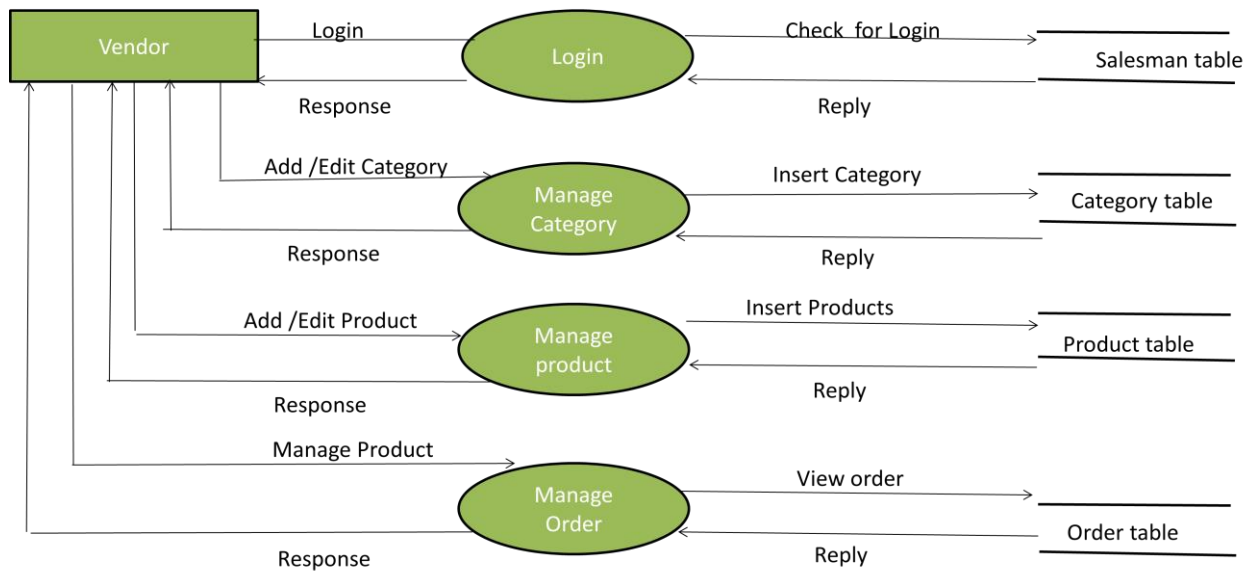 Vendor
Login
Login
Check for Login
Salesman table
Response
Reply
Add /Edit Category
Manage
Category
Insert Category
Category table
Response
Reply
Add /Edit Product
Manage
product
Insert Products
Product table
Response
Reply
Manage Product
Manage
Order
View order
Order table
Response
Reply